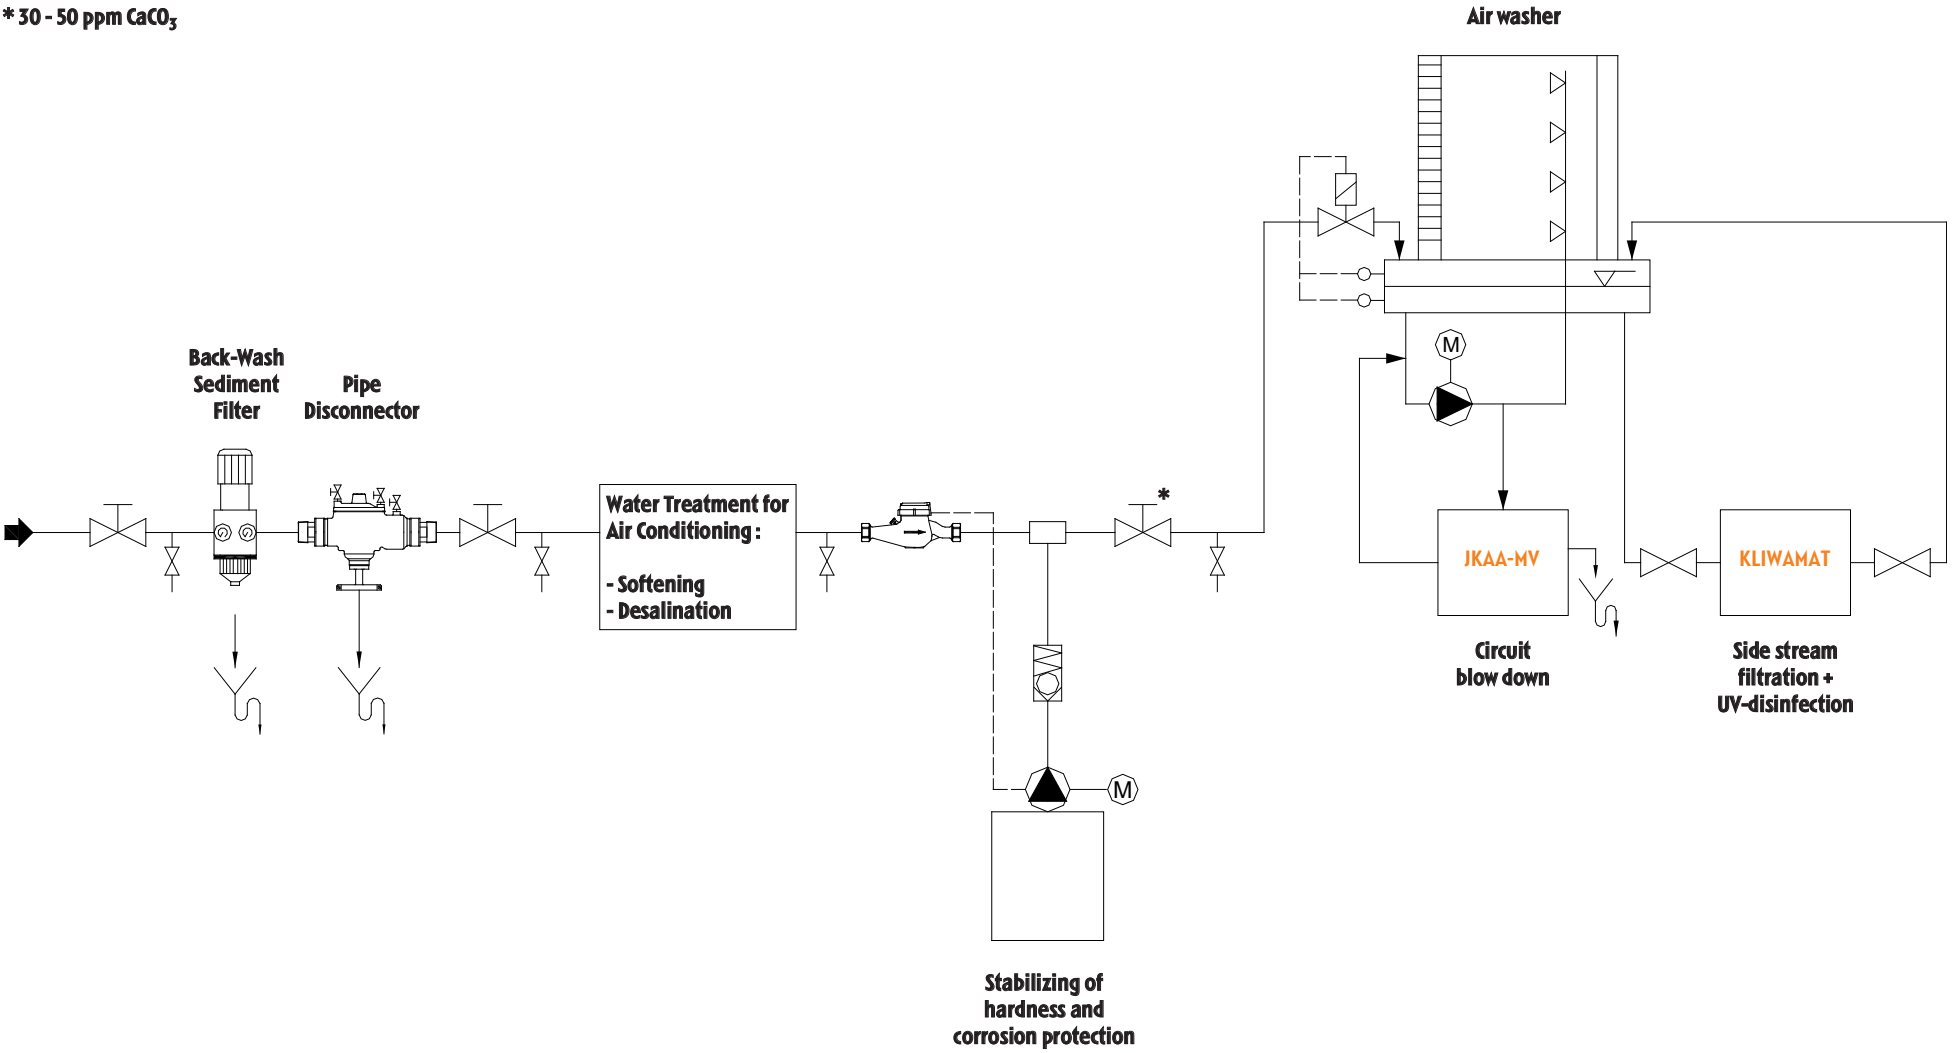 * 30 - 50 ppm CaCO₃
Air washer
Back-Wash
Sediment
Filter
Pipe
Disconnector
M
Water Treatment for
Air Conditioning :
- Softening
- Desalination
*
JKAA-MV
KLIWAMAT
Circuit
blow down
Side stream
filtration +
UV-disinfection
M
Stabilizing of
hardness and
corrosion protection